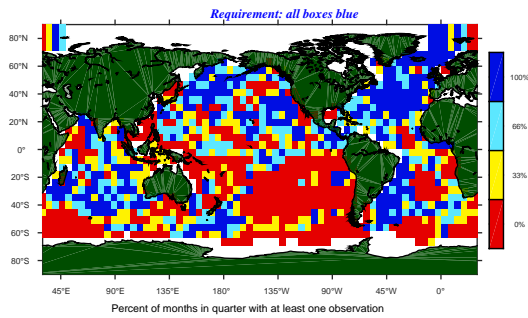 Requirement: all boxes blue
80°N
60°N
40°N
20°N
0°
20°S
40°S
60°S
80°S
45°E
90°E
135°E
180°
135°W
90°W
45°W
0°
100%
66%
33%
0%
Percent of months in quarter with at least one observation